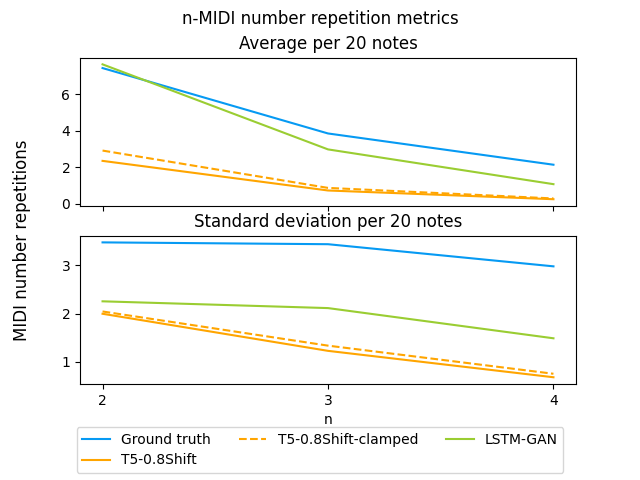 n-MIDI number repetition metrics
Average per 20 notes
6
4
2
0
Standard deviation per 20 notes
3
2
1
MIDI number repetitions
2 3 4
n
Ground truth T5-0.8Shift-clamped LSTM-GAN
T5-0.8Shift